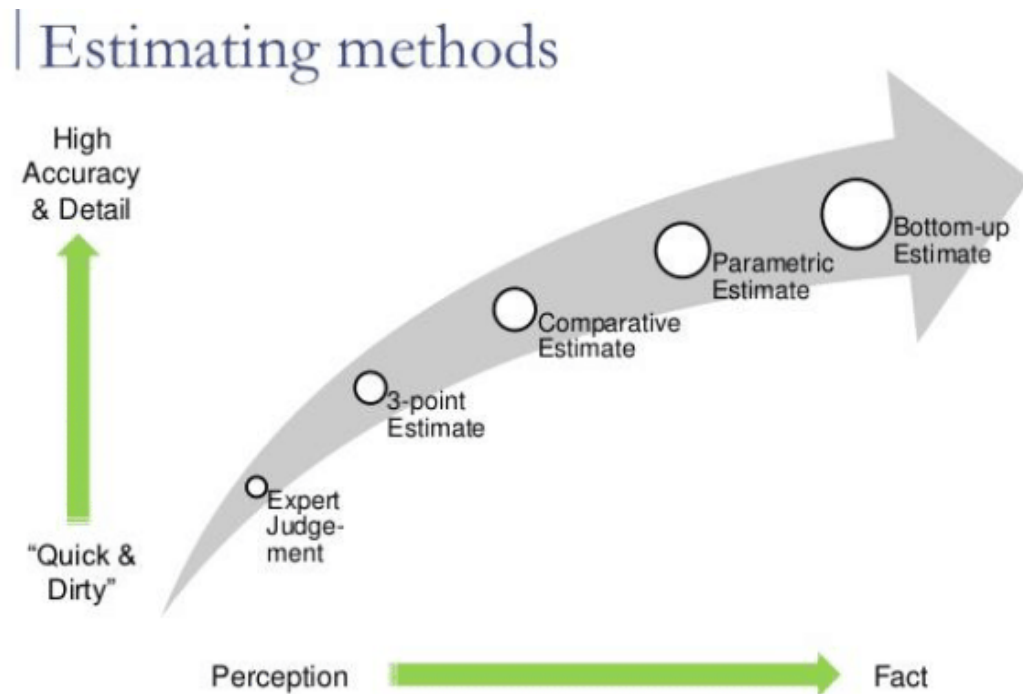 Estimating methods
High
Accuracy
& Detail
Bottom-up
Estimate
Parametric
Estimate
Comparative
Estimate
3-point
Estimate
Expert
Judge-
ment
“Quick &
Dirty”
Perception
Fact